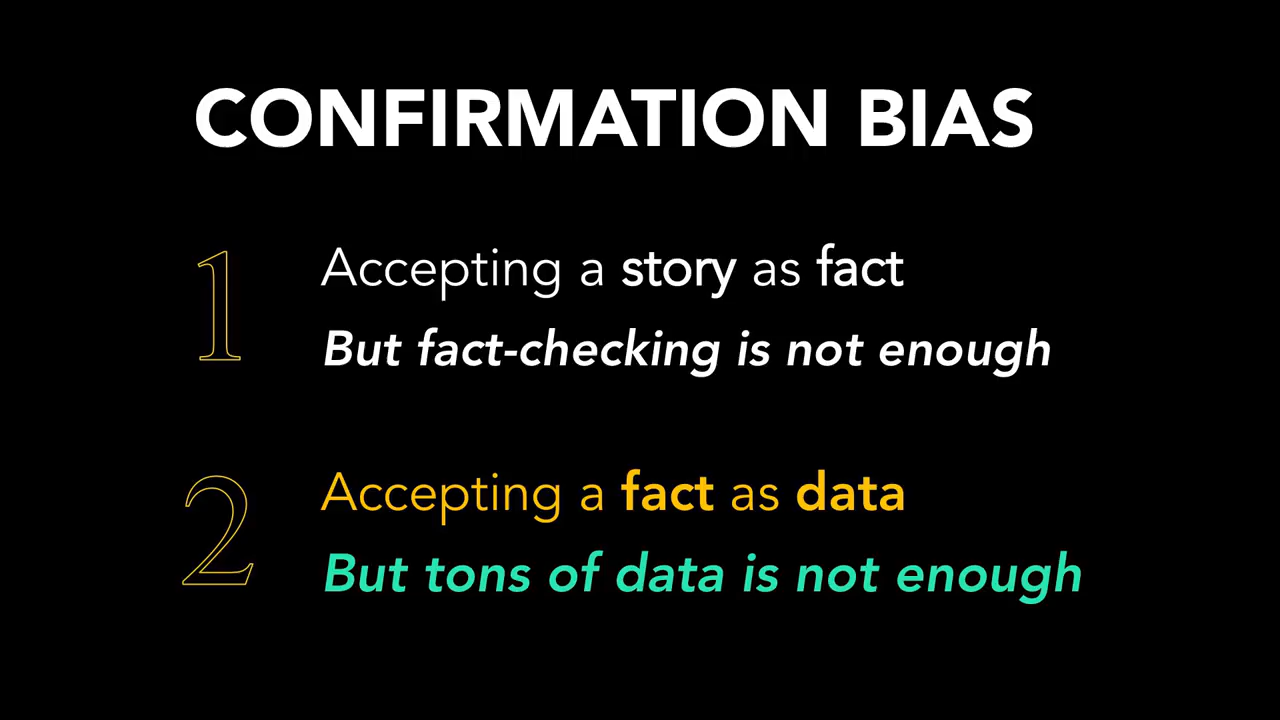 CONFIRMATION BIAS
1
Accepting a story as fact
But fact-checking is not enough
2
Accepting a fact as data
But tons of data is not enough